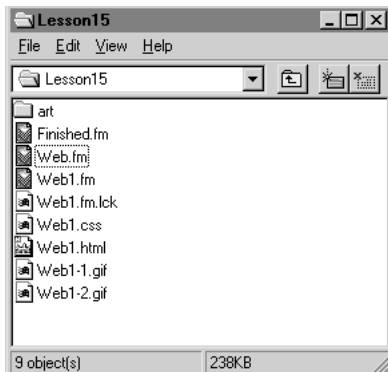 Lesson15
File Edit View Help
Lesson15
art
Finished.fm
Web.fm
Web1.fm
Web1.fm.lck
Web1.css
Web1.html
Web1-1.gif
Web1-2.gif
9 object(s) 238KB